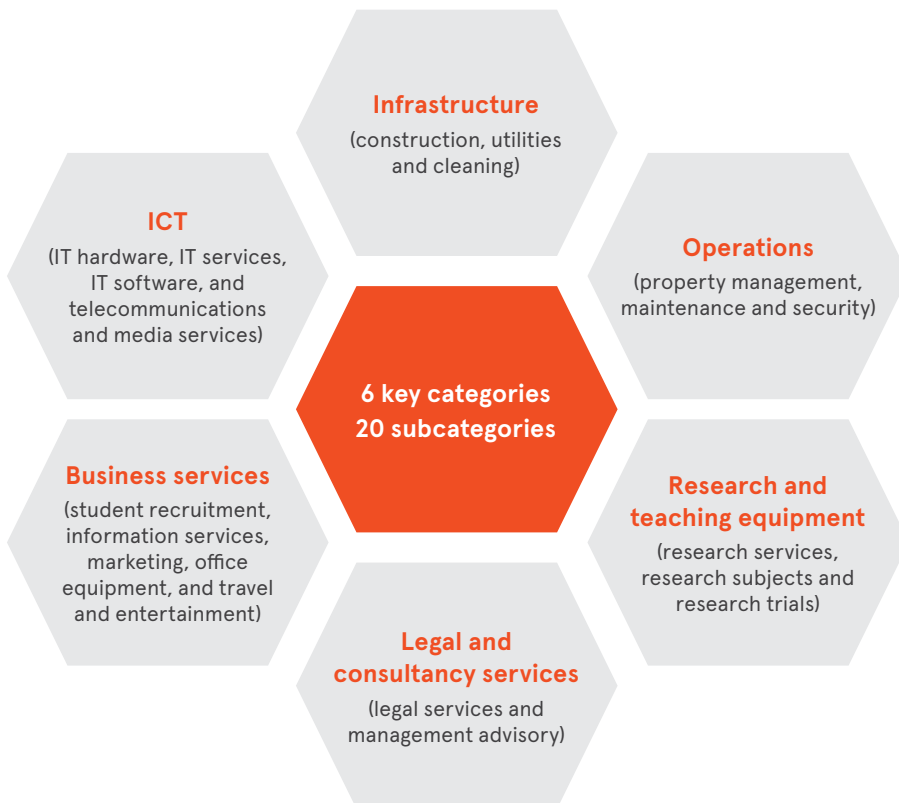 Infrastructure
(construction, utilities
and cleaning)
ICT
(IT hardware, IT services,
IT software, and
telecommunications
and media services)
Operations
(property management,
maintenance and security)
6 key categories
20 subcategories
Business services
(student recruitment,
information services,
marketing, office
equipment, and travel
and entertainment)
Research and
teaching equipment
(research services,
research subjects and
research trials)
Legal and
consultancy services
(legal services and
management advisory)